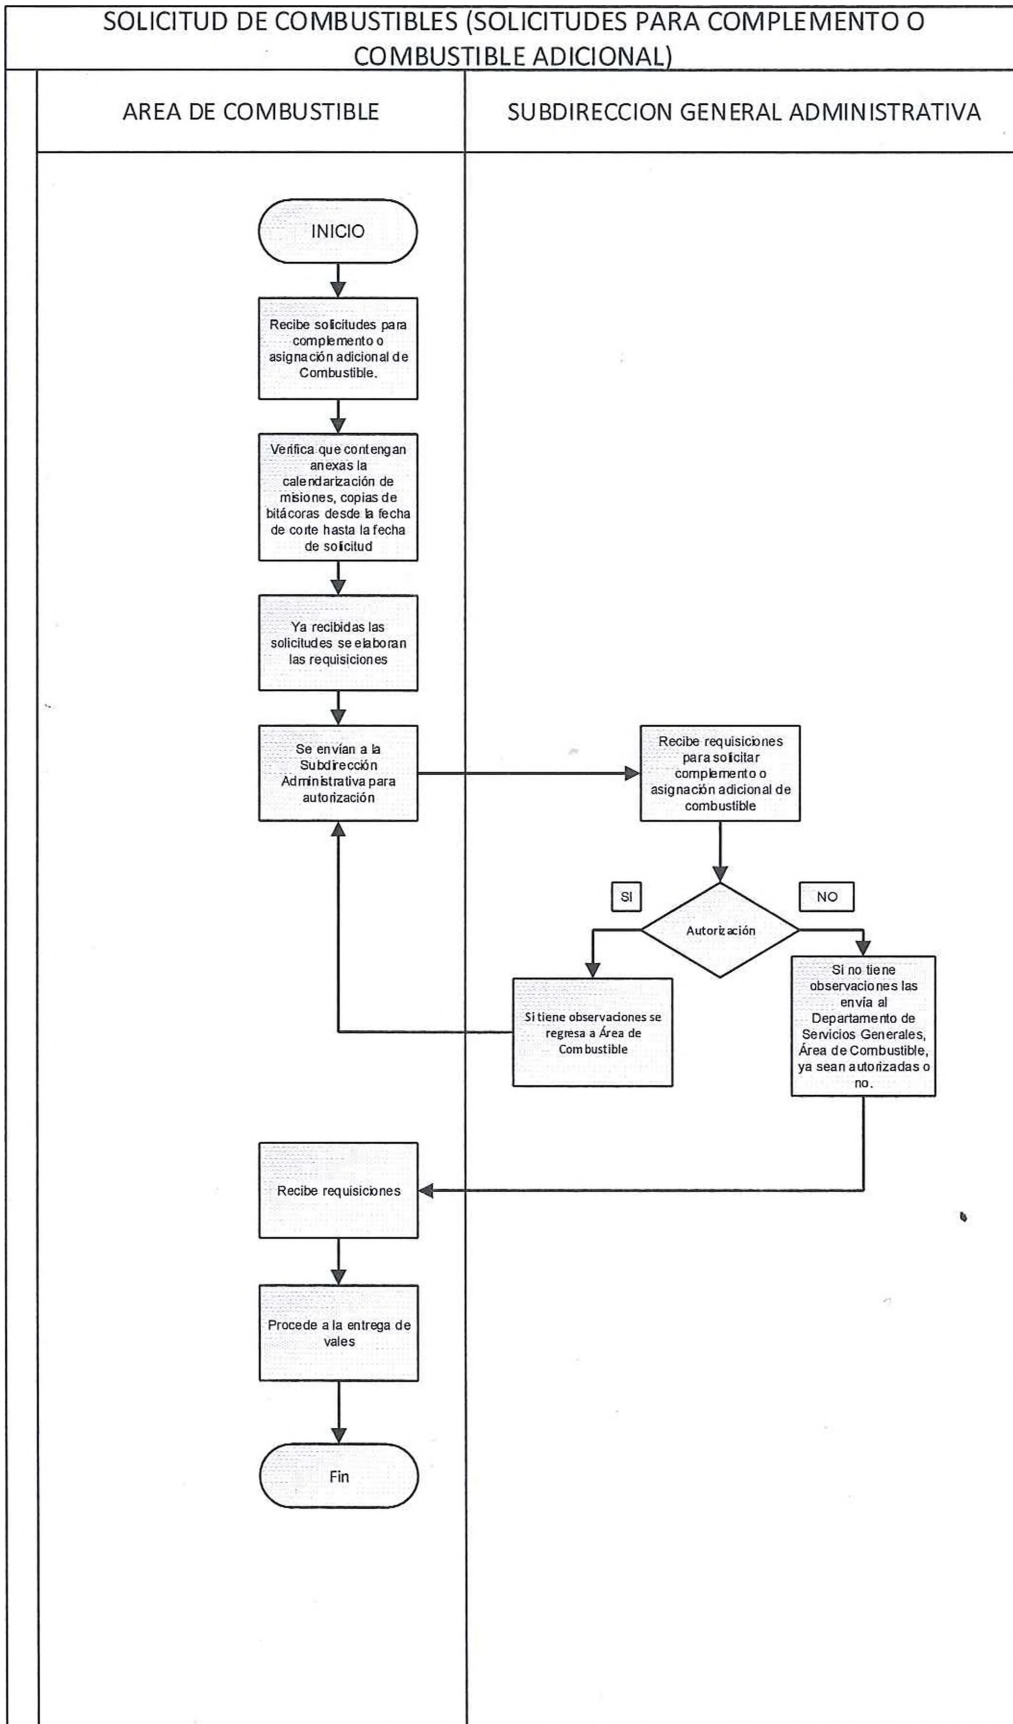 SOLICITUD DE COMBUSTIBLES (SOLICITUDES PARA COMPLEMENTO O
COMBUSTIBLE ADICIONAL)
AREA DE COMBUSTIBLE
SUBDIRECCION GENERAL ADMINISTRATIVA
INICIO
Recibe solicitudes para
complemento o
asignación adicional de
Combustible.
Verifica que contengan
anexas la
calendarización de
misiones, copias de
bitácoras desde la fecha
de corte hasta la fecha
de solicitud
Ya recibidas las
solicitudes se elaboran
las requisiciones
Se envían a la
Subdirección
Administrativa para
autorización
Recibe requisiciones
para solicitar
complemento o
asignación adicional de
combustible
SI
NO
Autorización
Si tiene observaciones se
regresa a Área de
Combustible
Si no tiene
observaciones las
envía al
Departamento de
Servicios Generales,
Área de Combustible,
ya sean autorizadas o
no.
Recibe requisiciones
Procede a la entrega de
vales
Fin